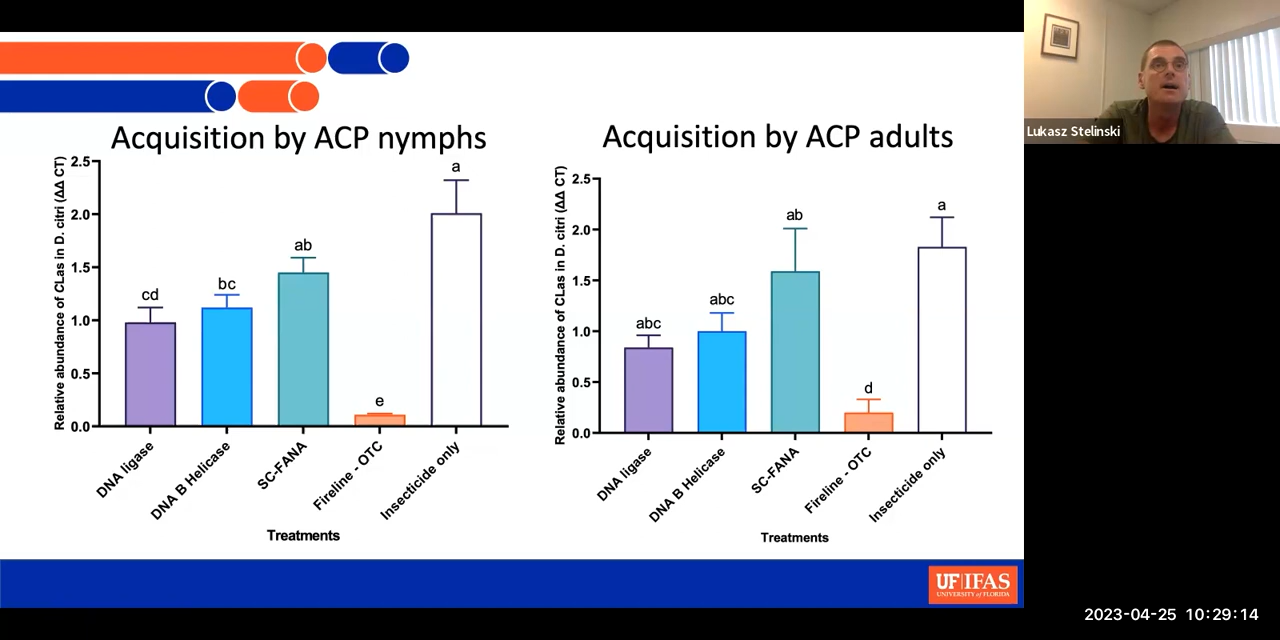 Acquisition by ACP nymphs
Relative abundance of CLas in D. citri (ΔΔ CT)
2.5
2.0
1.5
1.0
0.5
0.0
cd
bc
ab
e
a
DNA ligase
DNA B Helicase
SC-FANA
Fireline - OTC
Insecticide only
Treatments
Acquisition by ACP adults
Relative abundance of CLas in D. citri (ΔΔ CT)
2.5
2.0
1.5
1.0
0.5
0.0
abc
abc
ab
d
a
DNA ligase
DNA B Helicase
SC-FANA
Fireline - OTC
Insecticide only
Treatments
UF|IFAS
UNIVERSITY of FLORIDA
Lukasz Stelinski
2023-04-25 10:29:14